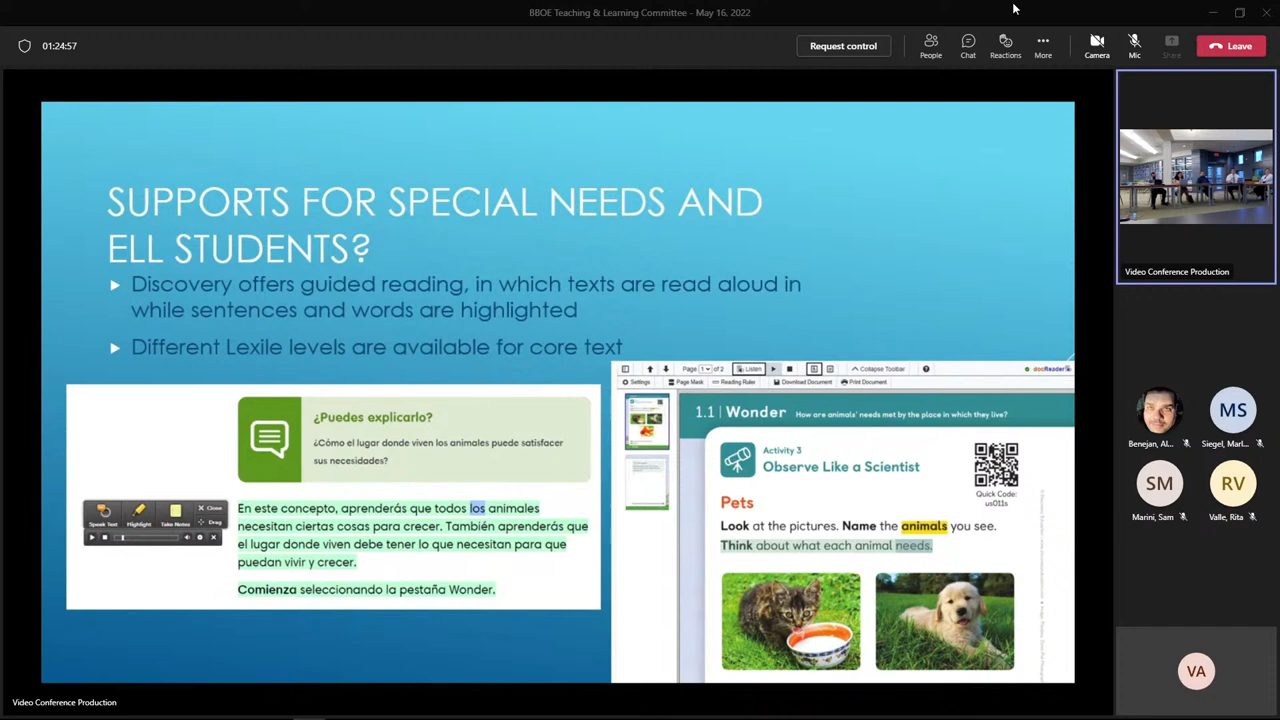 BBOE Teaching & Learning Committee - May 16, 2022
01:24:57
Request control
People
Chat
Reactions
More
Camera
Mic
Share
Leave
SUPPORTS FOR SPECIAL NEEDS AND
ELL STUDENTS?
Discovery offers guided reading, in which texts are read aloud in
while sentences and words are highlighted
Different Lexile levels are available for core text
¿Puedes explicarlo?
¿Cómo el lugar donde viven los animales puede satisfacer
sus necesidades?
Speak Text
Highlight
Take Notes
Close
Drag
En este concepto, aprenderás que todos los animales
necesitan ciertas cosas para crecer. También aprenderás que
el lugar donde viven debe tener lo que necesitan para que
puedan vivir y crecer.
Comienza seleccionando la pestaña Wonder.
Page 1 of 2
Listen
Collapse Toolbar
docReader
Settings
Page Mask
Reading Ruler
Download Document
Print Document
1.1 | Wonder How are animals' needs met by the place in which they live?
Activity 3
Observe Like a Scientist
Quick Code:
us011s
Pets
Look at the pictures. Name the animals you see.
Think about what each animal needs.
Video Conference Production
Benejan, Al...
MS
Siegel, Marl...
SM
Marini, Sam
RV
Valle, Rita
VA
Video Conference Production